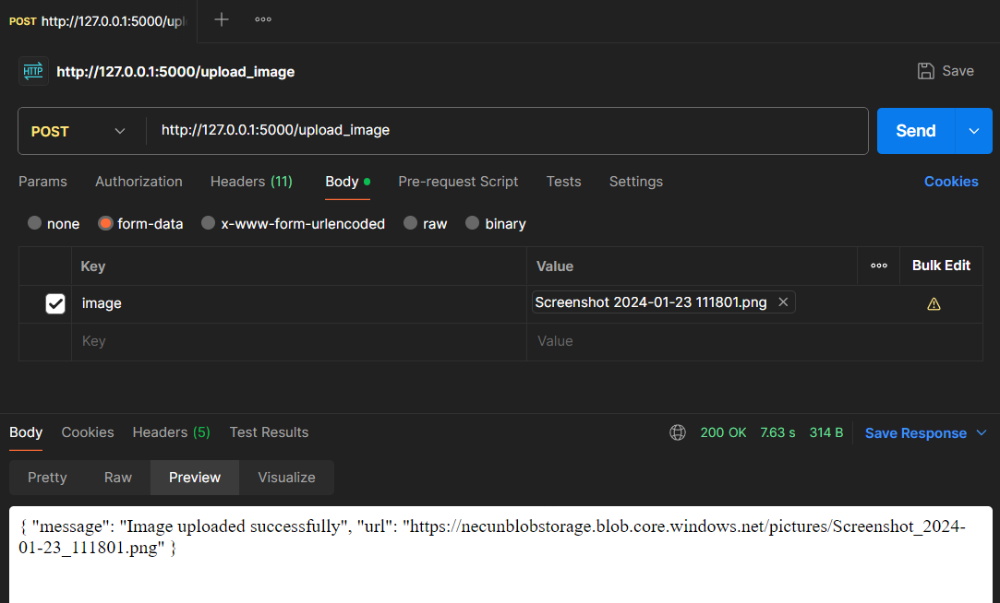 POST http://127.0.0.1:5000/upl
HTTP http://127.0.0.1:5000/upload_image Save
POST http://127.0.0.1:5000/upload_image Send
Params Authorization Headers (11) Body Pre-request Script Tests Settings Cookies
none form-data x-www-form-urlencoded raw binary
Key Value Bulk Edit
image Screenshot 2024-01-23 111801.png
Key Value
Body Cookies Headers (5) Test Results 200 OK 7.63 s 314 B Save Response
Pretty Raw Preview Visualize
{ "message": "Image uploaded successfully", "url": "https://necunblobstorage.blob.core.windows.net/pictures/Screenshot_2024-
01-23_111801.png" }